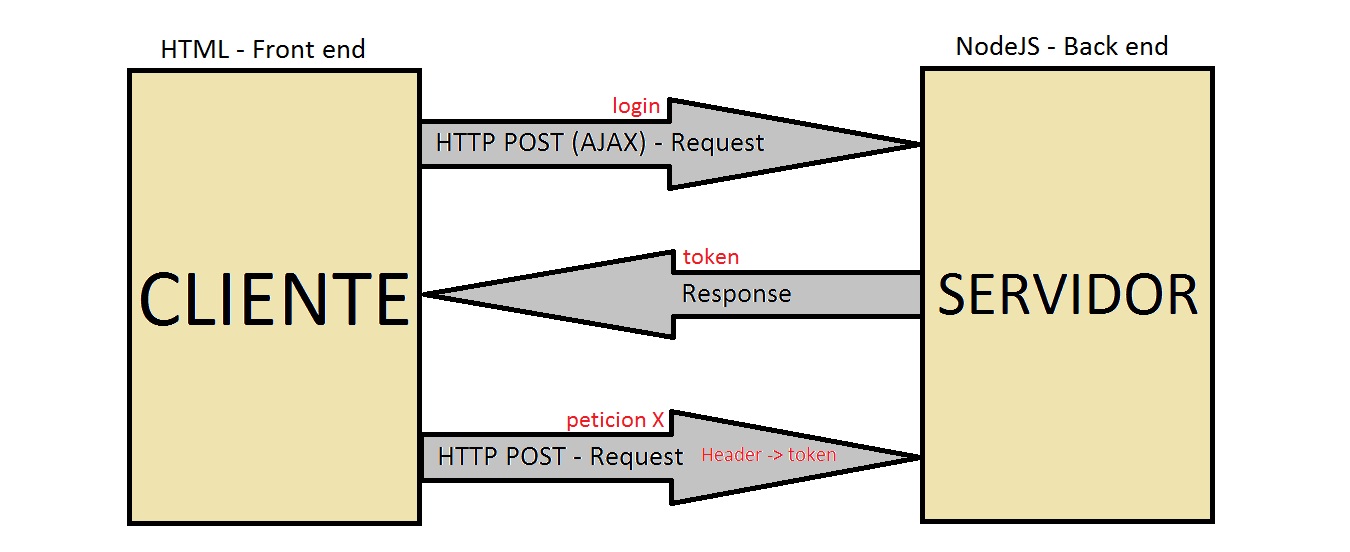 HTML - Front end
NodeJS - Back end
login
HTTP POST (AJAX) - Request
token
Response
CLIENTE
SERVIDOR
peticion X
HTTP POST - Request
Header -> token